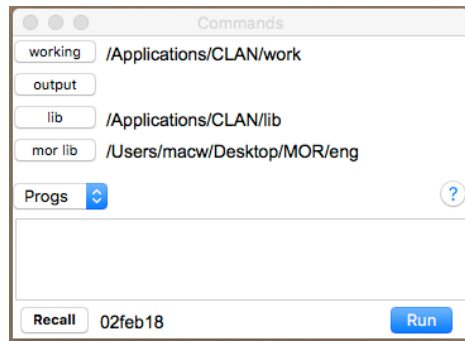 Commands
working /Applications/CLAN/work
output
lib /Applications/CLAN/lib
mor lib /Users/macw/Desktop/MOR/eng
Progs ?
Recall 02feb18 Run